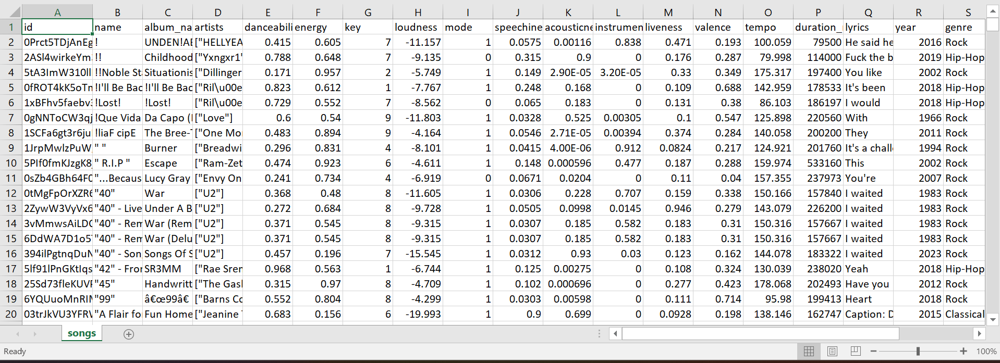 A B C D E F G H I J K L M N O P Q R S
1 id name album_na artists danceabili energy key loudness mode speechine acousticne instrumen liveness valence tempo duration_ lyrics year genre
2 0Prct5TDjAnEg ! UNDEN!AE ["HELLYEA 0.415 0.605 7 -11.157 1 0.0575 0.00116 0.838 0.471 0.193 100.059 79500 He said he 2016 Rock
3 2ASl4wirkeYm !! Childhood ["Yxngxr1" 0.788 0.648 7 -9.135 0 0.315 0.9 0 0.176 0.287 79.998 114000 Fuck the b 2019 Hip-Hop
4 5tA3ImW310ll !!Noble St Situationis ["Dillinger 0.171 0.957 2 -5.749 1 0.149 2.90E-05 3.20E-05 0.33 0.349 175.317 197400 You like 2002 Rock
5 0fROT4kK5oTn !I'll Be Bac !I'll Be Bac ["Ril\u00e 0.823 0.612 1 -7.767 1 0.248 0.168 0 0.109 0.688 142.959 178533 It's been 2018 Hip-Hop
6 1xBFhv5faebv !Lost! !Lost! ["Ril\u00e 0.729 0.552 7 -8.562 0 0.065 0.183 0 0.131 0.38 86.103 186197 I would 2018 Hip-Hop
7 0gNNToCW3qj !Que Vida Da Capo ( ["Love"] 0.6 0.54 9 -11.803 1 0.0328 0.525 0.00305 0.1 0.547 125.898 220560 With 1966 Rock
8 1SCFa6gt3r6ju !liaF cipE The Bree- ["One Mo 0.483 0.894 9 -4.164 1 0.0546 2.71E-05 0.00394 0.374 0.284 140.058 200200 They 2011 Rock
9 1JrpMwlzPuW " " Burner ["Breadwi 0.296 0.831 4 -8.101 1 0.0415 4.00E-06 0.912 0.0824 0.217 124.921 201760 It's a chall 1994 Rock
10 5PIf0fmKJzgK8 " R.I.P " Escape ["Ram-Zet 0.474 0.923 6 -4.611 1 0.148 0.000596 0.477 0.187 0.288 159.974 533160 This 2002 Rock
11 0sZb4GBh64F0 "...Becaus Lucy Gray ["Envy On 0.241 0.734 4 -6.919 0 0.0671 0.0204 0 0.11 0.04 157.355 237973 You're 2007 Rock
12 0tMgFpOrXZR6 "40" War ["U2"] 0.368 0.48 8 -11.605 1 0.0306 0.228 0.707 0.159 0.338 150.166 157840 I waited 1983 Rock
13 2ZywW3VyVx6 "40" - Live Under A B ["U2"] 0.272 0.684 8 -9.728 1 0.0505 0.0998 0.0145 0.946 0.279 143.079 226200 I waited 1983 Rock
14 3vMmwsAiLDC "40" - Rem War (Rem ["U2"] 0.371 0.545 8 -9.315 1 0.0307 0.185 0.582 0.183 0.31 150.316 157667 I waited 1983 Rock
15 6DdWA7D1o5 "40" - Rem War (Delu ["U2"] 0.371 0.545 8 -9.315 1 0.0307 0.185 0.582 0.183 0.31 150.316 157667 I waited 1983 Rock
16 394ilPgtnqDuN "40" - Son Songs Of S ["U2"] 0.457 0.196 7 -15.545 1 0.0312 0.93 0.03 0.123 0.162 144.078 183322 I waited 2023 Rock
17 5lf91lPnGKtIqs "42" - Fror SR3MM ["Rae Srem 0.968 0.563 1 -6.744 1 0.125 0.00275 0 0.108 0.324 130.039 238020 Yeah 2018 Hip-Hop
18 25Sd73fleKUV "45" Handwritt ["The Gasl 0.315 0.97 8 -4.709 1 0.102 0.000696 0 0.277 0.423 178.068 202493 Have you 2012 Rock
19 6YQUuoMnRIN "99" â€œ99â€ ["Barns Co 0.552 0.804 8 -4.299 1 0.0303 0.00598 0 0.111 0.714 95.98 199413 Heart 2018 Rock
20 03trJkVU3YFRV "A Flair fo Fun Home ["Jeanine 0.683 0.156 6 -19.993 1 0.9 0.699 0 0.0928 0.198 138.146 162747 Caption: D 2015 Classical
songs
Ready 100%